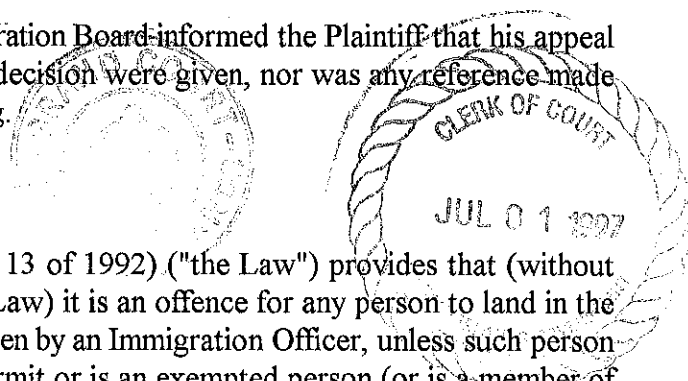 ration Board informed the Plaintiff that his appeal
decision were given, nor was any reference made
g.
CLERK OF COURT
JUL 01 1997
13 of 1992) ("the Law") provides that (without
Law) it is an offence for any person to land in the
en by an Immigration Officer, unless such person
rmit or is an exempted person (or is a member of